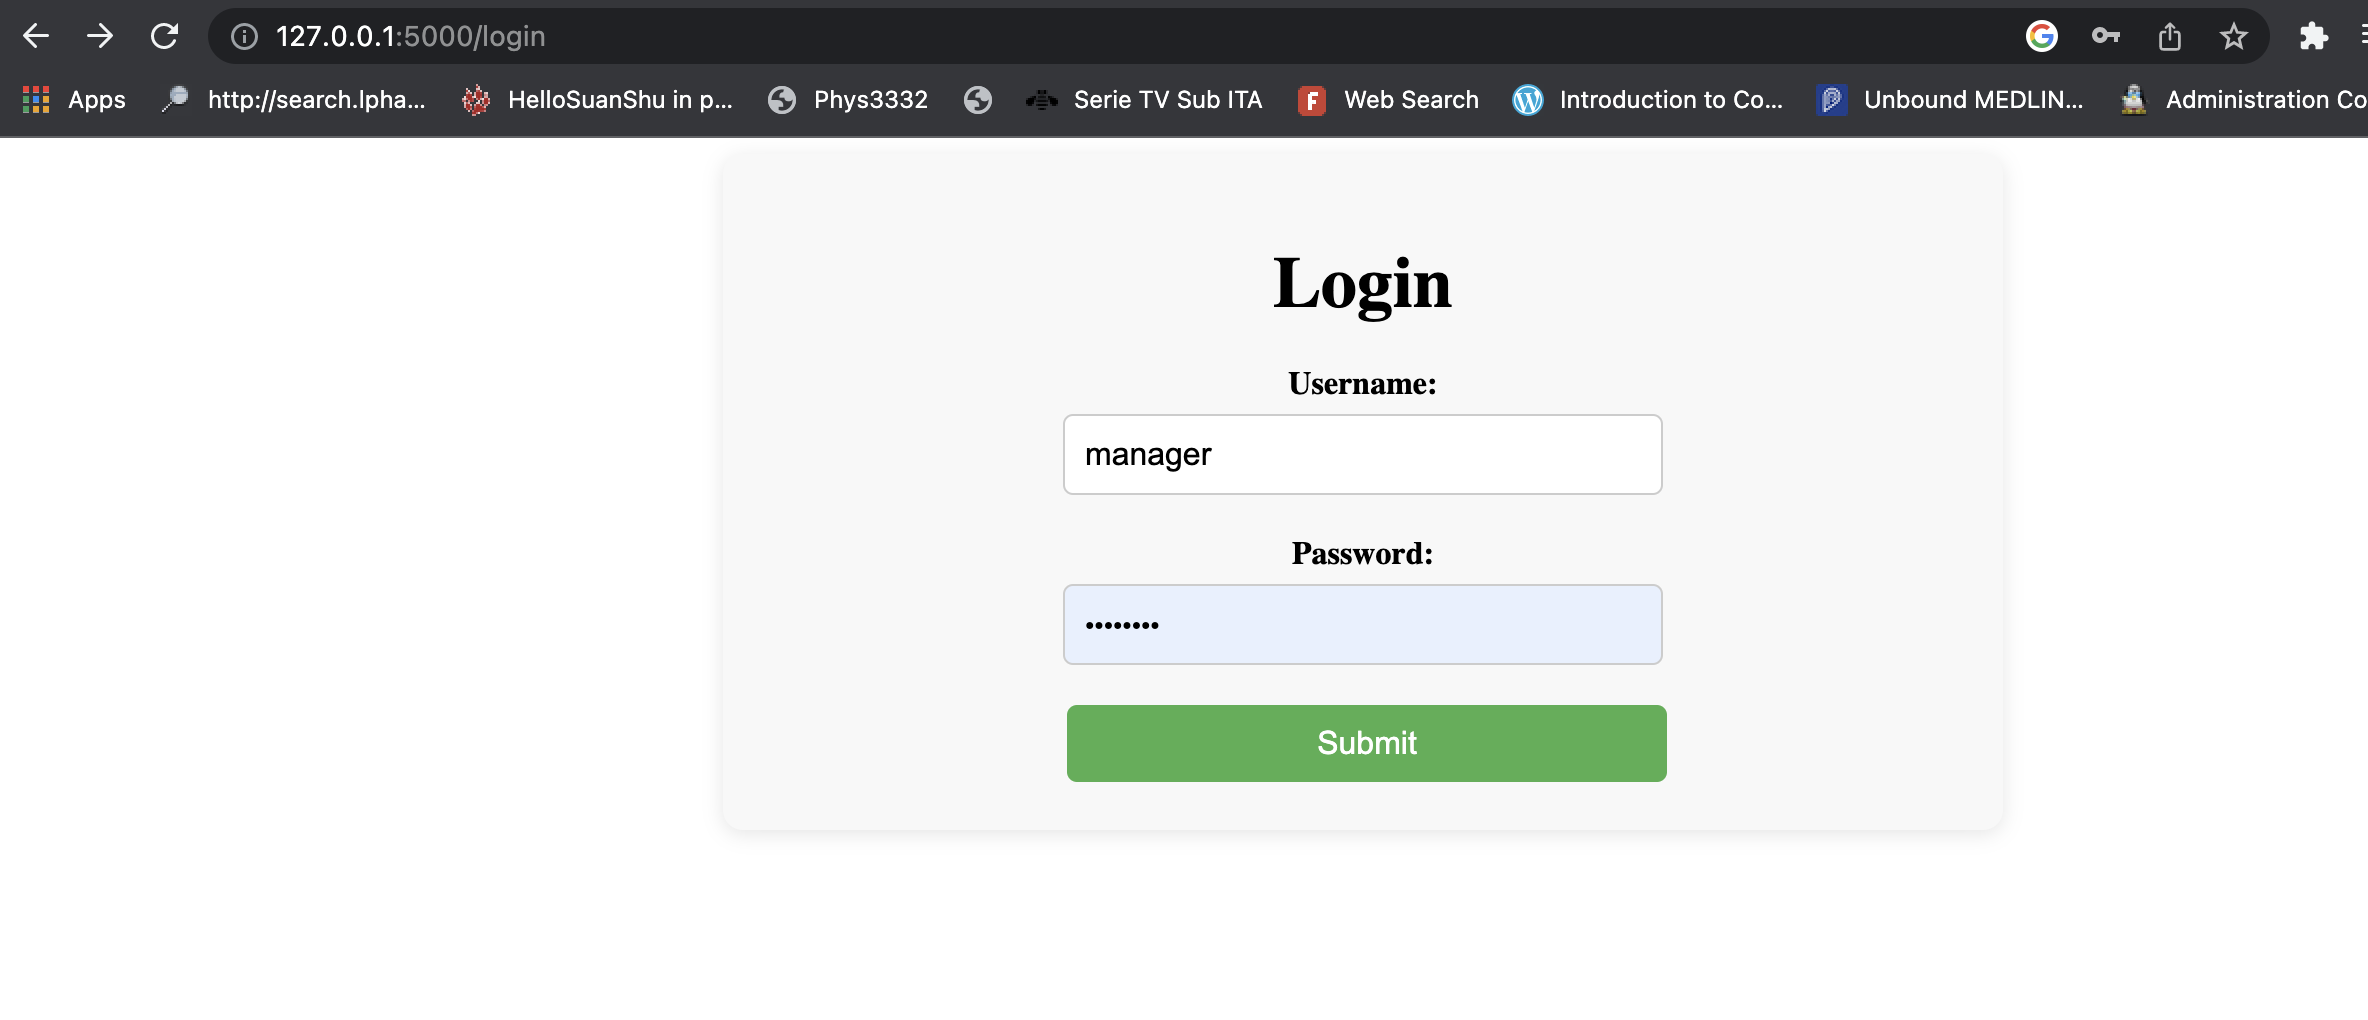 127.0.0.1:5000/login
Apps http://search.lpha... HelloSuanShu in p... Phys3332 Serie TV Sub ITA Web Search Introduction to Co... Unbound MEDLIN... Administration Co
Login
Username:
manager
Password:
••••••••
Submit